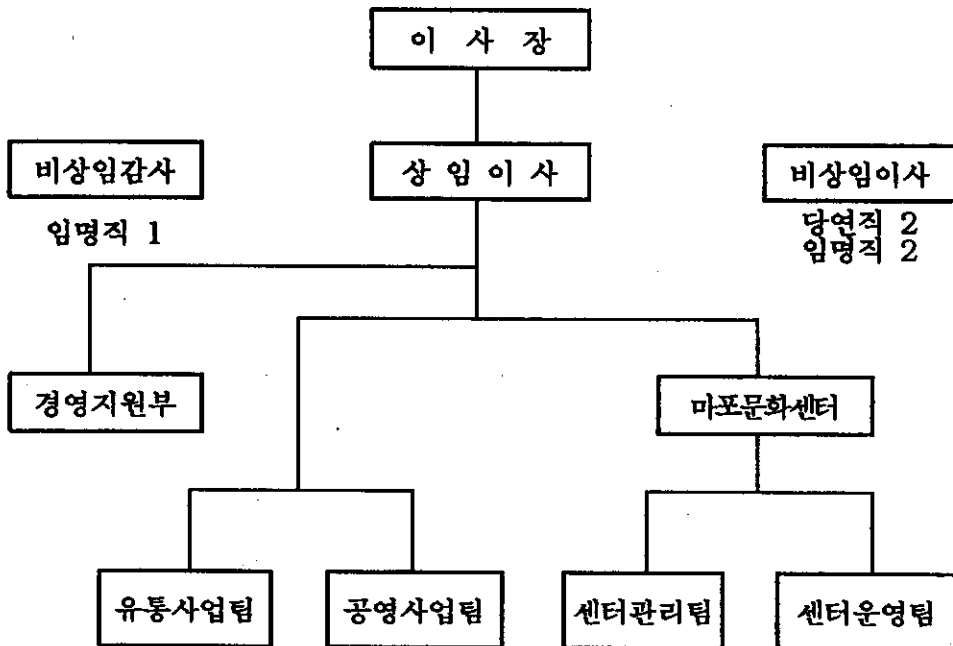 이 사 장
비상임감사
상 임 이 사
비상임이사
임명직 1
당연직 2
임명직 2
경영지원부
마포문화센터
유통사업팀
공영사업팀
센터관리팀
센터운영팀